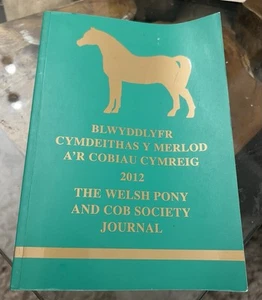 BLWYDDLYFR
CYMDEITHAS Y MERLOD
A'R COBIAU CYMREIG
2012
THE WELSH PONY
AND COB SOCIETY
JOURNAL